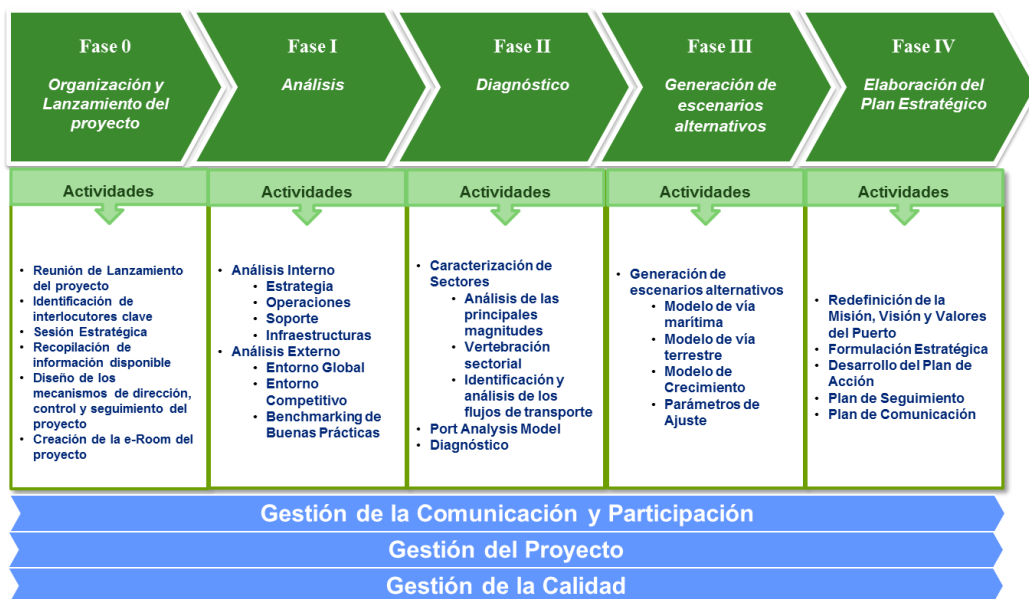 Fase 0
Organización y
Lanzamiento del
proyecto
Fase I
Análisis
Fase II
Diagnóstico
Fase III
Generación de
escenarios
alternativos
Fase IV
Elaboración del
Plan Estratégico
Actividades
• Reunión de Lanzamiento
del proyecto
• Identificación de
interlocutores clave
• Sesión Estratégica
• Recopilación de
información disponible
• Diseño de los
mecanismos de dirección,
control y seguimiento del
proyecto
• Creación de la e-Room del
proyecto
Actividades
• Análisis Interno
• Estrategia
• Operaciones
• Soporte
• Infraestructuras
• Análisis Externo
• Entorno Global
• Entorno
Competitivo
• Benchmarking de
Buenas Prácticas
Actividades
• Caracterización de
Sectores
• Análisis de las
principales
magnitudes
• Vertebración
sectorial
• Identificación y
análisis de los
flujos de transporte
• Port Analysis Model
• Diagnóstico
Actividades
• Generación de
escenarios alternativos
• Modelo de vía
marítima
• Modelo de vía
terrestre
• Modelo de
Crecimiento
• Parámetros de
Ajuste
Actividades
• Redefinición de la
Misión, Visión y Valores
del Puerto
• Formulación Estratégica
• Desarrollo del Plan de
Acción
• Plan de Seguimiento
• Plan de Comunicación
Gestión de la Comunicación y Participación
Gestión del Proyecto
Gestión de la Calidad